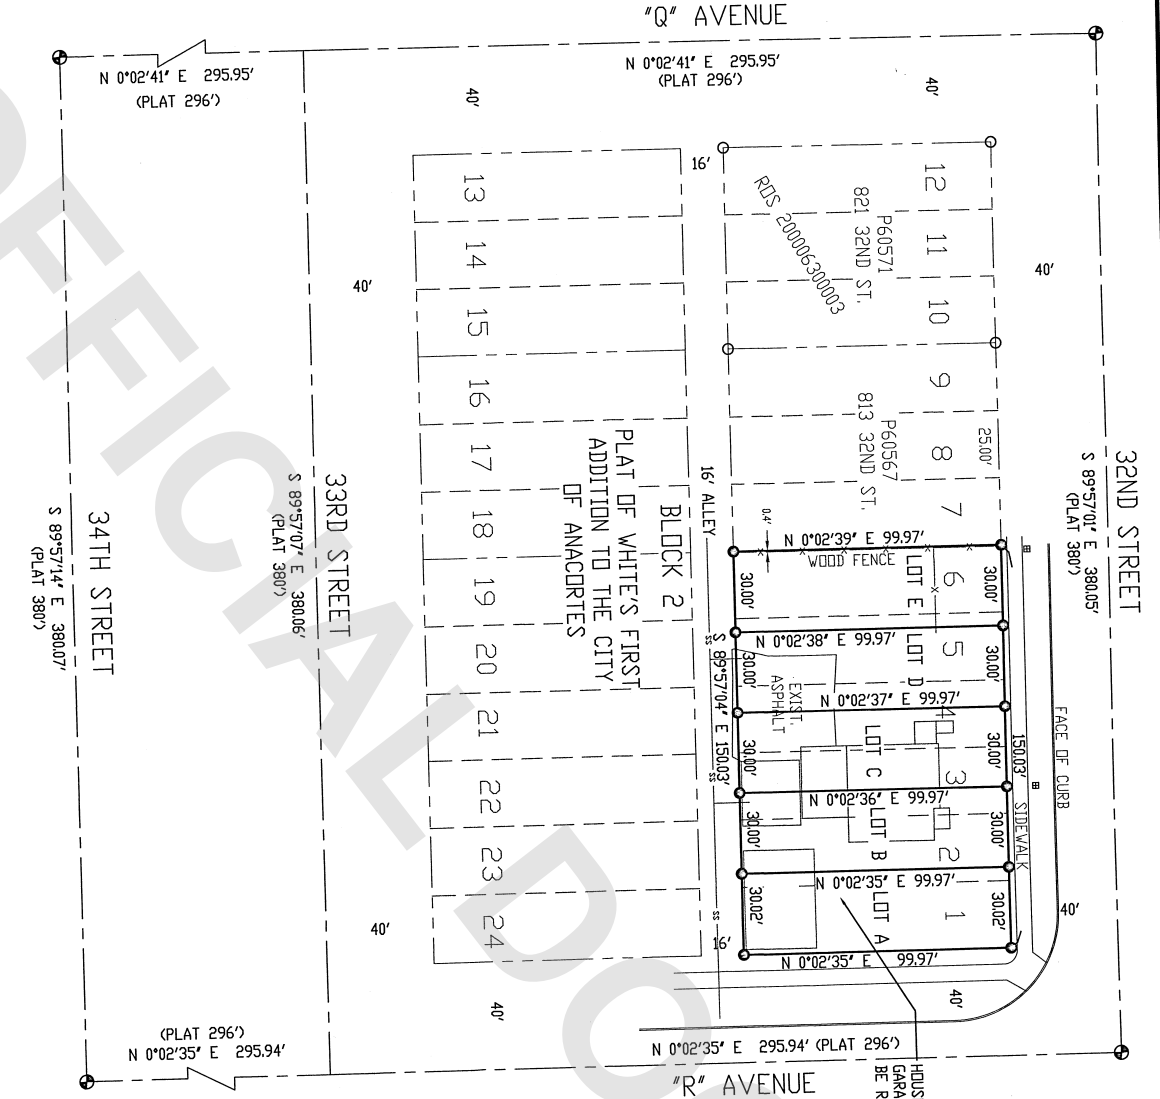 "Q" AVENUE
N 0°02'41" E 295.95'
(PLAT 296')
N 0°02'41" E 295.95'
(PLAT 296')
40'
40'
16'
13
14
15
16
17
18
19
20
21
22
23
24
12
11
10
9
8
7
6
5
4
3
2
1
ROS 200006300003
P60571
821 32ND ST.
P60567
813 32ND ST.
25.00'
40'
40'
32ND STREET
S 89°57'01" E 380.05'
(PLAT 380')
33RD STREET
S 89°57'07" E 380.06'
(PLAT 380')
34TH STREET
S 89°57'14" E 380.07'
(PLAT 380')
BLOCK 2
PLAT OF WHITE'S FIRST
ADDITION TO THE CITY
OF ANACORTES
16' ALLEY
0.4'
N 0°02'39" E 99.97'
WOOD FENCE
LOT E
30.00'
30.00'
N 0°02'38" E 99.97'
LOT D
30.00'
30.00'
N 0°02'37" E 99.97'
EXIST.
ASPHALT
LOT C
30.00'
30.00'
N 0°02'36" E 99.97'
LOT B
30.00'
30.00'
N 0°02'35" E 99.97'
LOT A
30.02'
30.02'
N 0°02'35" E 99.97'
S 89°57'04" E 150.03'
SS
SS
SS
150.03'
SIDEWALK
FACE OF CURB
40'
40'
16'
40'
40'
HOUS
GARA
BE R
(PLAT 296')
N 0°02'35" E 295.94'
N 0°02'35" E 295.94' (PLAT 296')
"R" AVENUE
OFFICIAL DOC